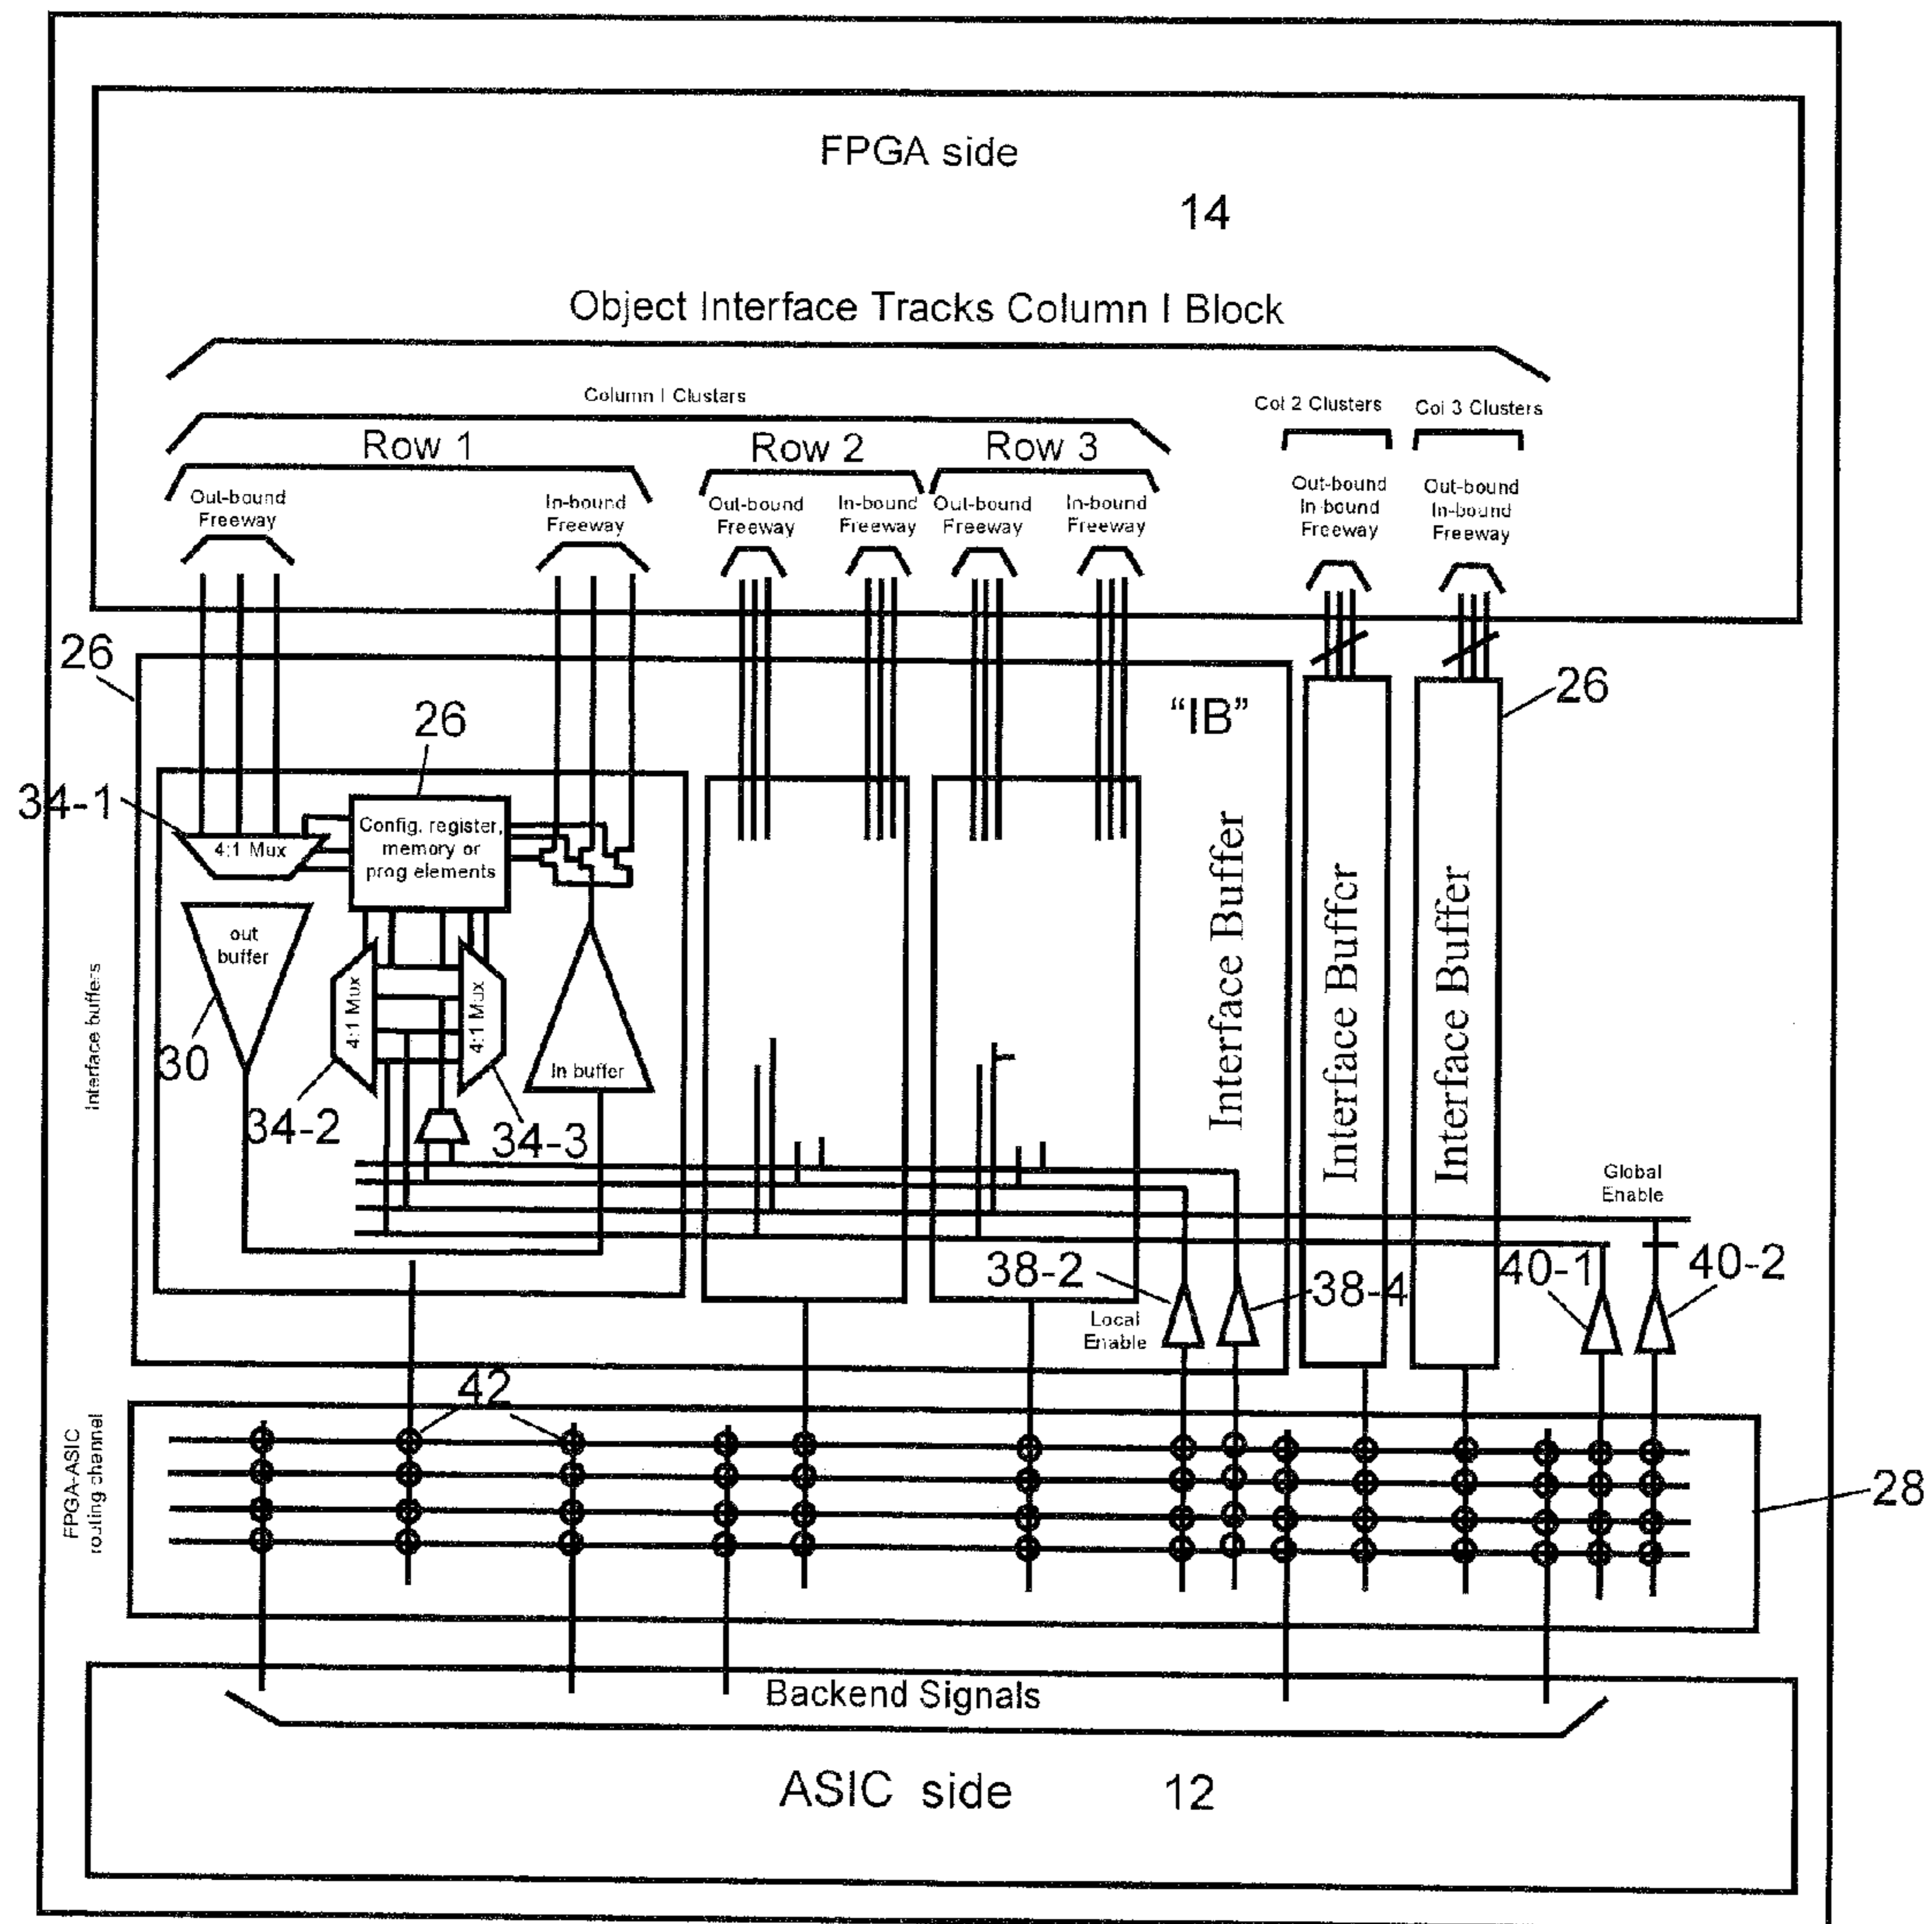 FPGA side
14
Object Interface Tracks Column I Block
Column I Clusters
Col 2 Clusters
Col 3 Clusters
Row 1
Row 2
Row 3
Out-bound
Freeway
In-bound
Freeway
Out-bound
Freeway
In-bound
Freeway
Out-bound
Freeway
In-bound
Freeway
Out-bound
In-bound
Freeway
Out-bound
In-bound
Freeway
26
26
"IB"
26
34-1
4:1 Mux
Config, register,
memory or
prog elements
out
buffer
4:1 Mux
4:1 Mux
In buffer
30
34-2
34-3
Interface buffers
Interface Buffer
Interface Buffer
Interface Buffer
Global
Enable
38-2
38-4
40-1
40-2
Local
Enable
42
FPGA-ASIC
routing channel
28
Backend Signals
ASIC side
12